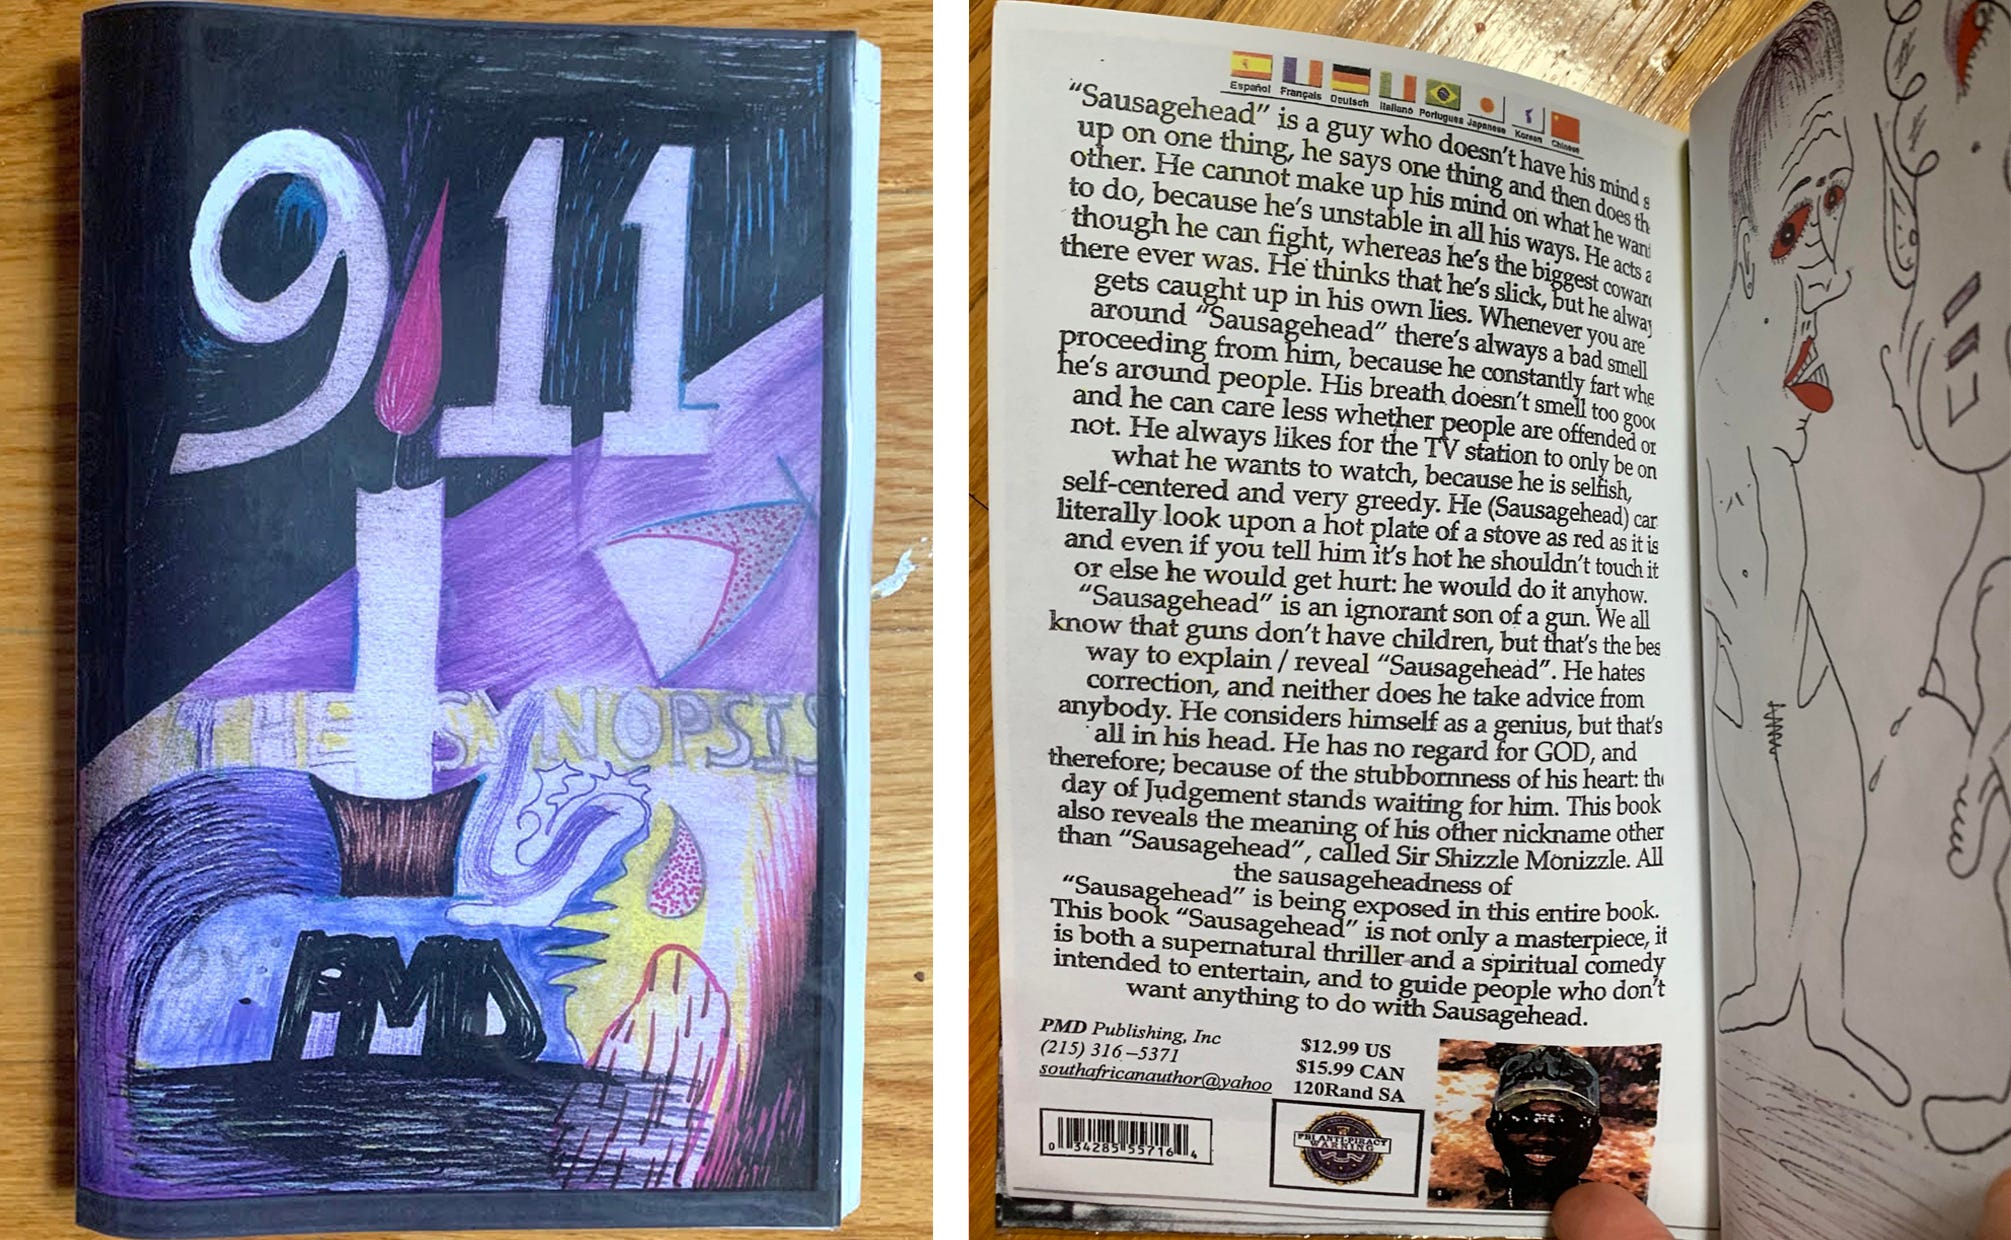 9 11
THE SYNOPSIS
PMD
Español Français Deutsch Italiano Portugues Japanese Korean Chinese
“Sausagehead” is a guy who doesn’t have his mind s
up on one thing, he says one thing and then does th
other. He cannot make up his mind on what he want
to do, because he’s unstable in all his ways. He acts a
though he can fight, whereas he’s the biggest coward
there ever was. He thinks that he’s slick, but he alway
gets caught up in his own lies. Whenever you are
around “Sausagehead” there’s always a bad smell
proceeding from him, because he constantly fart whe
he’s around people. His breath doesn’t smell too good
and he can care less whether people are offended or
not. He always likes for the TV station to only be on
what he wants to watch, because he is selfish,
self-centered and very greedy. He (Sausagehead) can
literally look upon a hot plate of a stove as red as it is
and even if you tell him it’s hot he shouldn’t touch it
or else he would get hurt: he would do it anyhow.
“Sausagehead” is an ignorant son of a gun. We all
know that guns don’t have children, but that’s the bes
way to explain / reveal “Sausagehead”. He hates
correction, and neither does he take advice from
anybody. He considers himself as a genius, but that’s
all in his head. He has no regard for GOD, and
therefore; because of the stubbornness of his heart: the
day of Judgement stands waiting for him. This book
also reveals the meaning of his other nickname other
than “Sausagehead”, called Sir Shizzle Monizzle. All
the sausageheadness of
“Sausagehead” is being exposed in this entire book.
This book “Sausagehead” is not only a masterpiece, it
is both a supernatural thriller and a spiritual comedy
intended to entertain, and to guide people who don’t
want anything to do with Sausagehead.
PMD Publishing, Inc
(215) 316–5371
southafricanauthor@yahoo
$12.99 US
$15.99 CAN
120Rand SA
0 34285 55716 4
FBI ANTI-PIRACY
WARNING